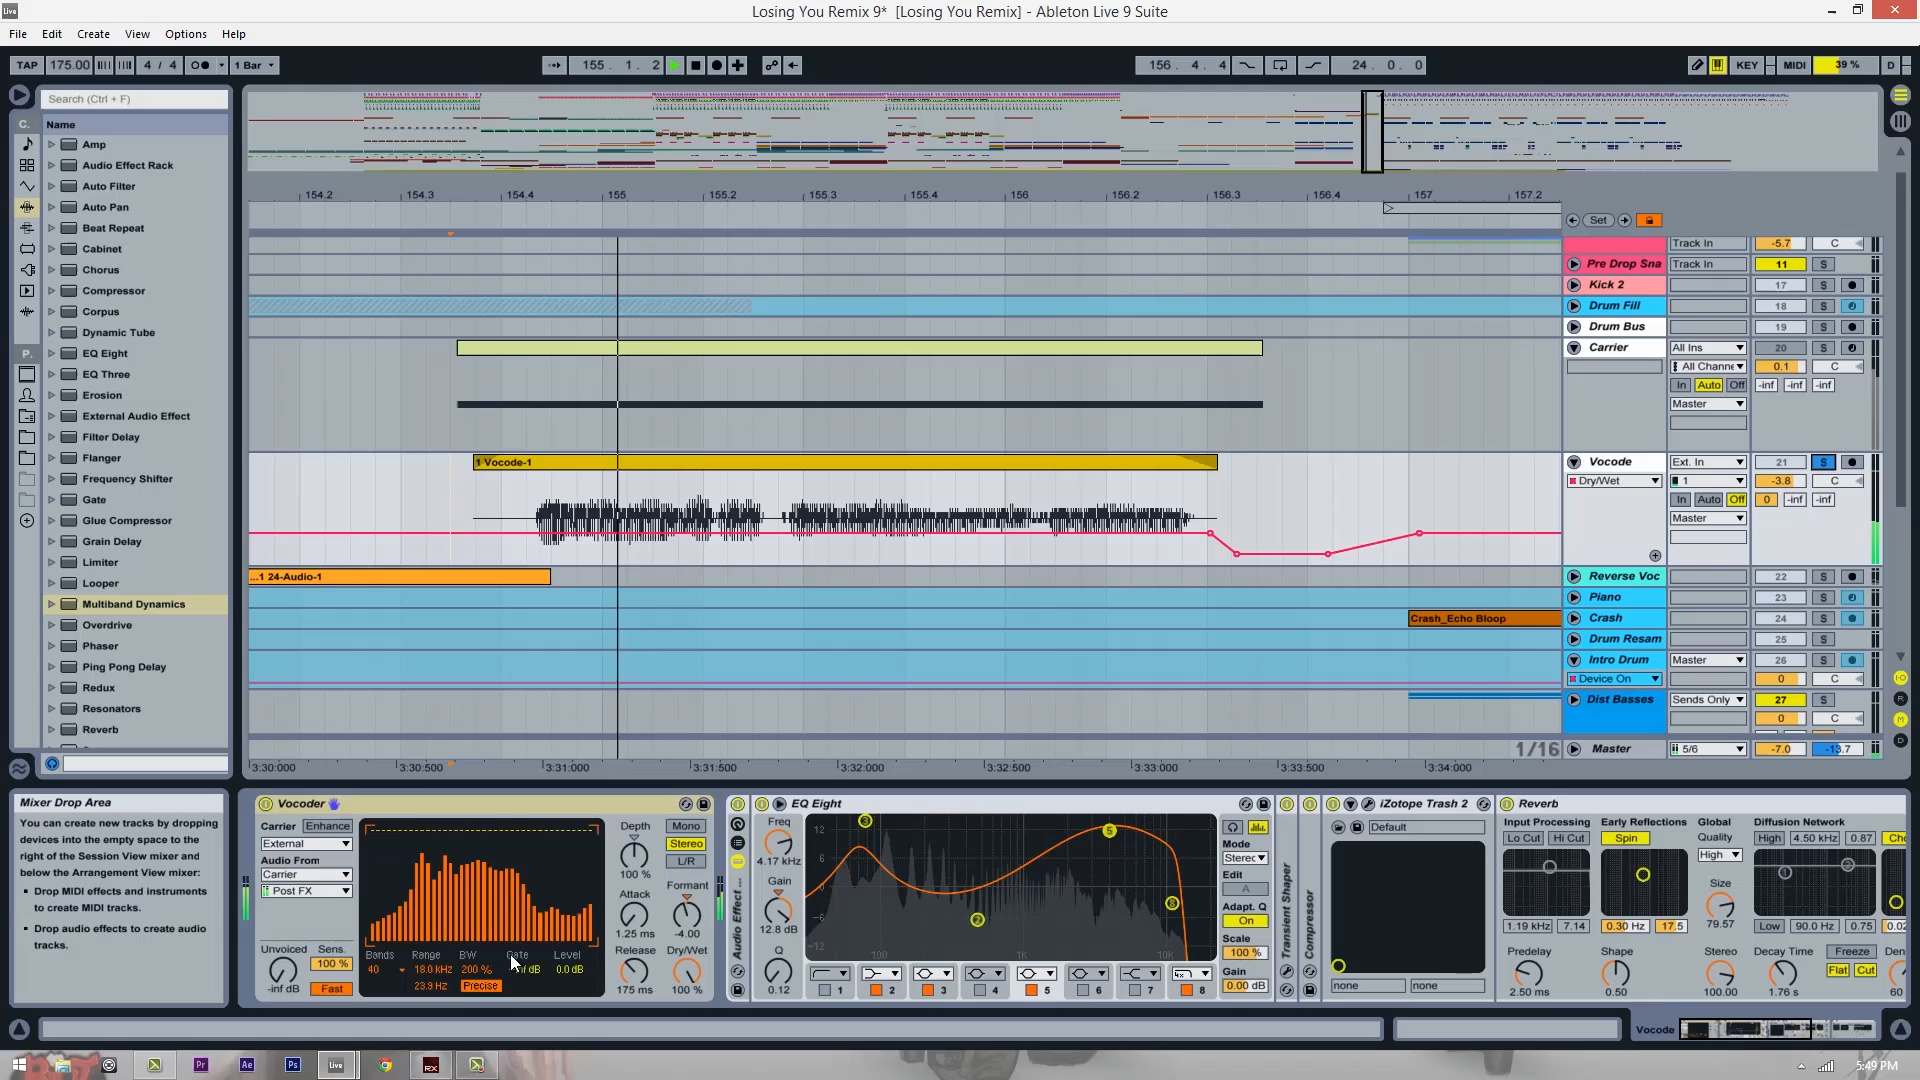 Losing You Remix 9*  [Losing You Remix] - Ableton Live 9 Suite
File Edit Create View Options Help
TAP 175.00 4 / 4 1 Bar 155 . 1 . 2 156 . 4 . 4 24 . 0 . 0 KEY MIDI 39 % D
Search (Ctrl + F)
C. Name
Amp
Audio Effect Rack
Auto Filter
Auto Pan
Beat Repeat
Cabinet
Chorus
Compressor
Corpus
Dynamic Tube
P. EQ Eight
EQ Three
Erosion
External Audio Effect
Filter Delay
Flanger
Frequency Shifter
Gate
Glue Compressor
Grain Delay
Limiter
Looper
Multiband Dynamics
Overdrive
Phaser
Ping Pong Delay
Redux
Resonators
Reverb
154.2 154.3 154.4 155 155.2 155.3 155.4 156 156.2 156.3 156.4 157 157.2
Set
Track In -5.7 C
Pre Drop Sna Track In 11 S
Kick 2 17 S
Drum Fill 18 S
Drum Bus 19 S
Carrier All Ins 20 S
All Channe 0.1 C
In Auto Off -inf -inf -inf
Master
1 Vocode-1 Vocode Ext. In 21 S
Dry/Wet 1 -3.8 C
In Auto Off 0 -inf -inf
Master
...1 24-Audio-1 Reverse Voc 22 S
Piano 23 S
Crash_Echo Bloop Crash 24 S
Drum Resam 25 S
Intro Drum Master 26 S
Device On 0 C
Dist Basses Sends Only 27 S
0 C
1/16 Master 5/6 -7.0 -13.7
3:30:000 3:30:500 3:31:000 3:31:500 3:32:000 3:32:500 3:33:000 3:33:500 3:34:000
Mixer Drop Area
You can create new tracks by dropping
devices into the empty space to the
right of the Session View mixer and
below the Arrangement View mixer:
• Drop MIDI effects and instruments
to create MIDI tracks.
• Drop audio effects to create audio
tracks.
Vocoder
Carrier Enhance
External
Audio From
Carrier
Post FX
Unvoiced Sens.
100 %
-inf dB Fast
Bands Range BW Gate Level
40 18.0 kHz 200 % 0.0 dB
23.9 Hz Precise
Depth Mono
Stereo
100 % L/R
Attack Formant
1.25 ms -4.00
Release Dry/Wet
175 ms 100 %
Audio Effect ...
EQ Eight
Freq
4.17 kHz
Gain
12.8 dB
Q
0.12
12 6 0 -6 -12
100 1K 10K
3 5 2 8
1 2 3 4 5 6 7 8
Mode
Stereo
Edit
A
Adapt. Q
On
Scale
100 %
Gain
0.00 dB
Transient Shaper
Compressor
iZotope Trash 2
Default
none none
Reverb
Input Processing Early Reflections Global Diffusion Network
Lo Cut Hi Cut Spin Quality High 4.50 kHz 0.87
High
Size
1.19 kHz 7.14 0.30 Hz 17.5 79.57 Low 90.0 Hz 0.75
Predelay Shape Stereo Decay Time Freeze
Flat Cut
2.50 ms 0.50 100.00 1.76 s 60
Vocode
Pr Ae Ps Live RX
5:49 PM